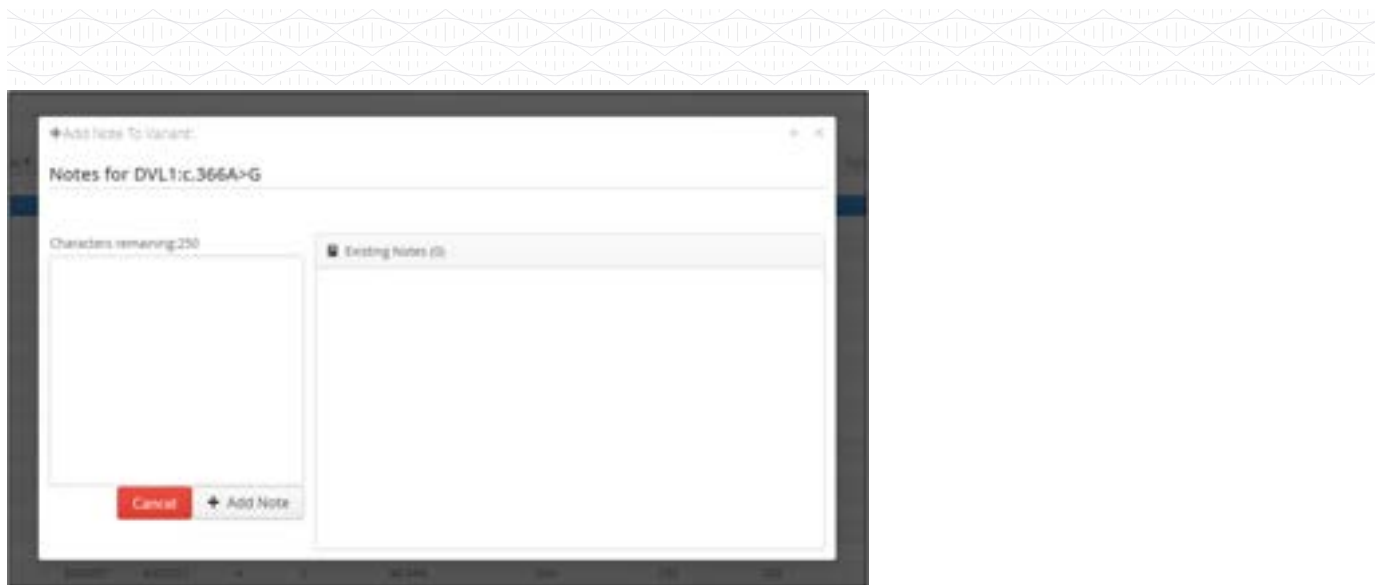 Add Note To Variant
Notes for DVL1:c.366A>G
Characters remaining:250
Existing Notes (0)
Cancel
Add Note